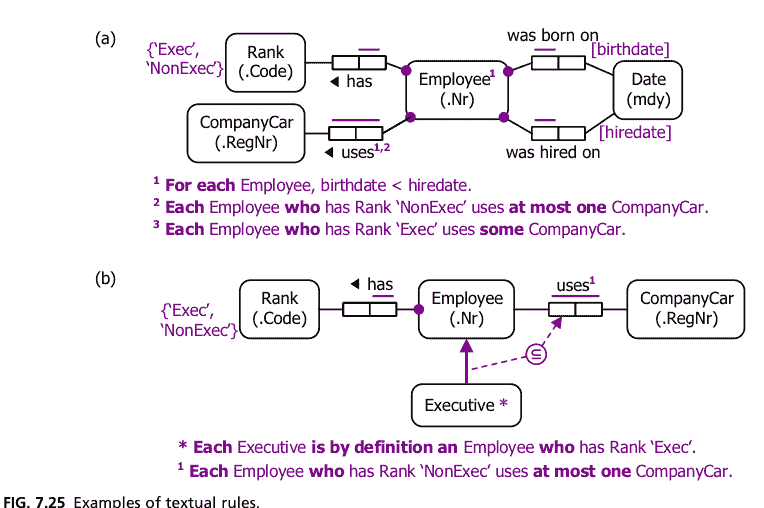 (a)
{‘Exec’,
‘NonExec’}
Rank
(.Code)
◄ has
Employee¹
(.Nr)
was born on
[birthdate]
Date
(mdy)
CompanyCar
(.RegNr)
◄ uses¹,²
[hiredate]
was hired on
¹ For each Employee, birthdate < hiredate.
² Each Employee who has Rank ‘NonExec’ uses at most one CompanyCar.
³ Each Employee who has Rank ‘Exec’ uses some CompanyCar.
(b)
{‘Exec’,
‘NonExec’}
Rank
(.Code)
◄ has
Employee
(.Nr)
uses¹
CompanyCar
(.RegNr)
⊆
Executive *
* Each Executive is by definition an Employee who has Rank ‘Exec’.
¹ Each Employee who has Rank ‘NonExec’ uses at most one CompanyCar.
FIG. 7.25 Examples of textual rules.